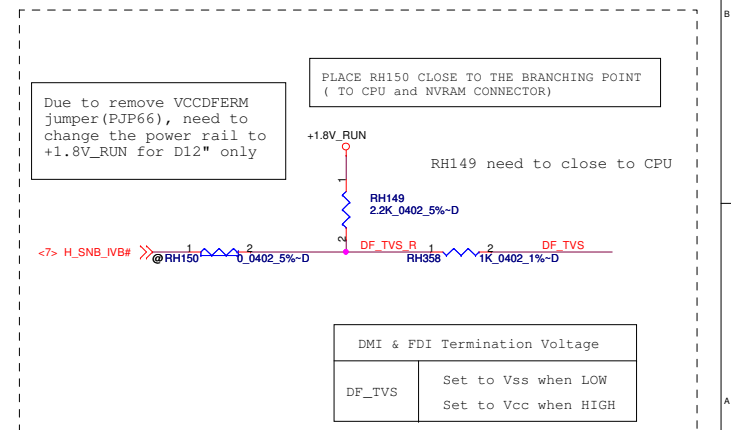 B
PLACE RH150 CLOSE TO THE BRANCHING POINT
( TO CPU and NVRAM CONNECTOR)
Due to remove VCCDFERM
jumper(PJP66), need to
change the power rail to
+1.8V_RUN for D12" only
+1.8V_RUN
RH149 need to close to CPU
1
RH149
2.2K_0402_5%~D
2
<7> H_SNB_IVB#
1 2
@RH150 0_0402_5%~D
DF_TVS_R
1 2
DF_TVS
RH358 1K_0402_1%~D
DMI & FDI Termination Voltage
DF_TVS
Set to Vss when LOW
Set to Vcc when HIGH
A